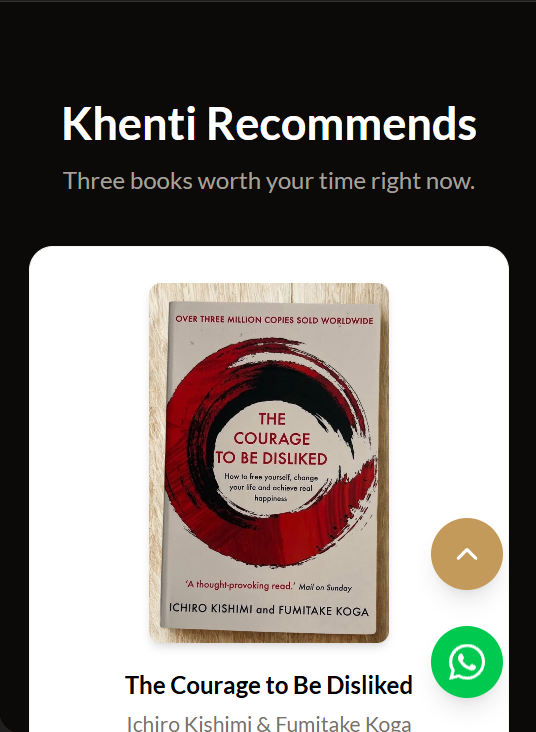 Khenti Recommends
Three books worth your time right now.
OVER THREE MILLION COPIES SOLD WORLDWIDE
THE
COURAGE
TO BE DISLIKED
How to free yourself, change
your life and achieve real
happiness
'A thought-provoking read.' Mail on Sunday
ICHIRO KISHIMI and FUMITAKE KOGA
The Courage to Be Disliked
Ichiro Kishimi & Fumitake Koga